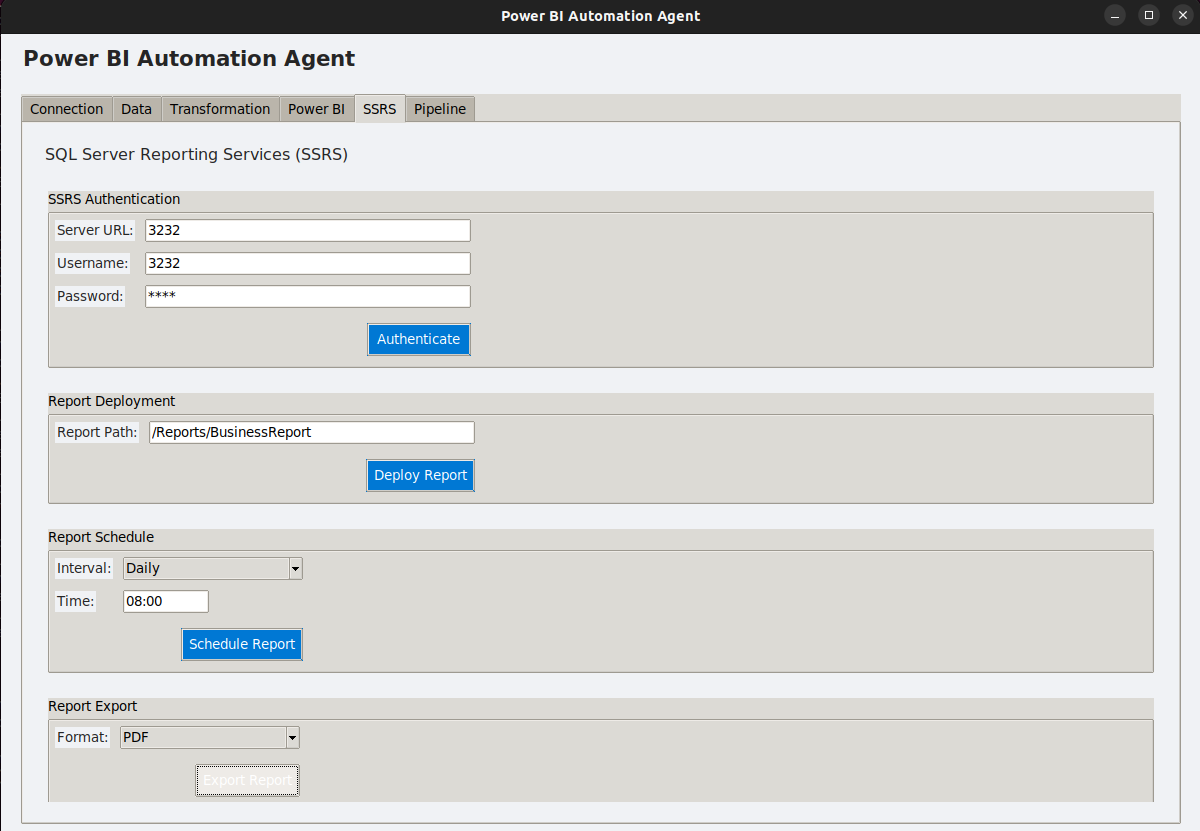 Power BI Automation Agent
Power BI Automation Agent
Connection Data Transformation Power BI SSRS Pipeline
SQL Server Reporting Services (SSRS)
SSRS Authentication
Server URL: 3232
Username: 3232
Password: ****
Authenticate
Report Deployment
Report Path: /Reports/BusinessReport
Deploy Report
Report Schedule
Interval: Daily
Time: 08:00
Schedule Report
Report Export
Format: PDF
Export Report